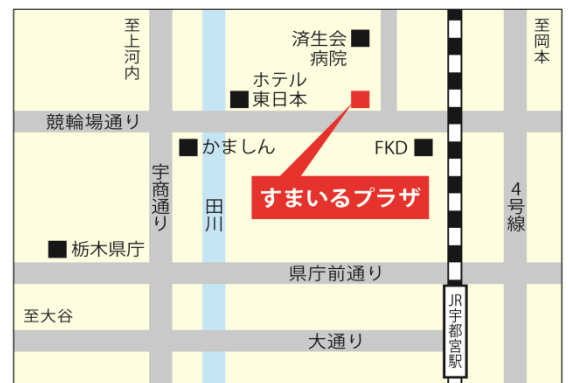 至上河内
済生会
病院
至岡本
ホテル
東日本
競輪場通り
かましん
FKD
宇商通り
すまいるプラザ
4号線
田川
栃木県庁
県庁前通り
至大谷
大通り
JR宇都宮駅